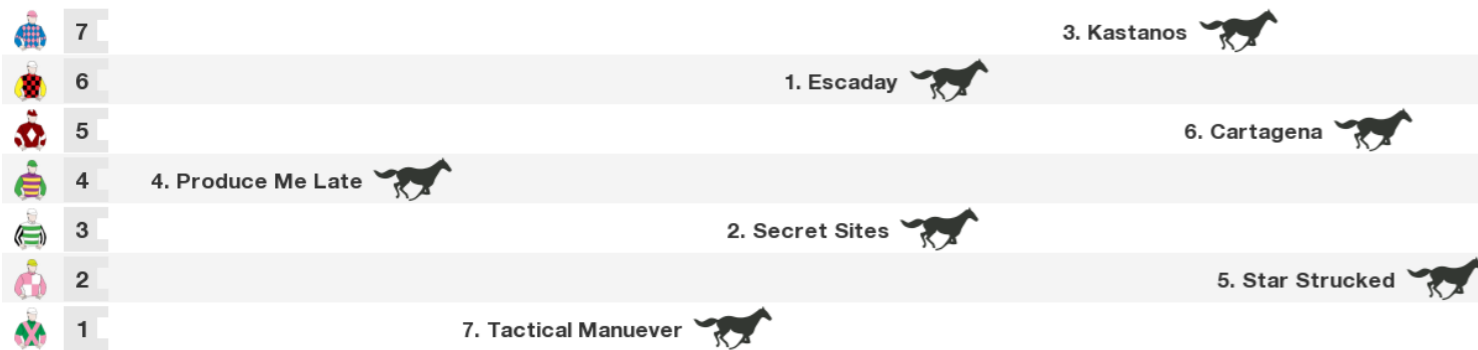 7 3. Kastanos
6 1. Escaday
5 6. Cartagena
4 4. Produce Me Late
3 2. Secret Sites
2 5. Star Strucked
1 7. Tactical Manuever